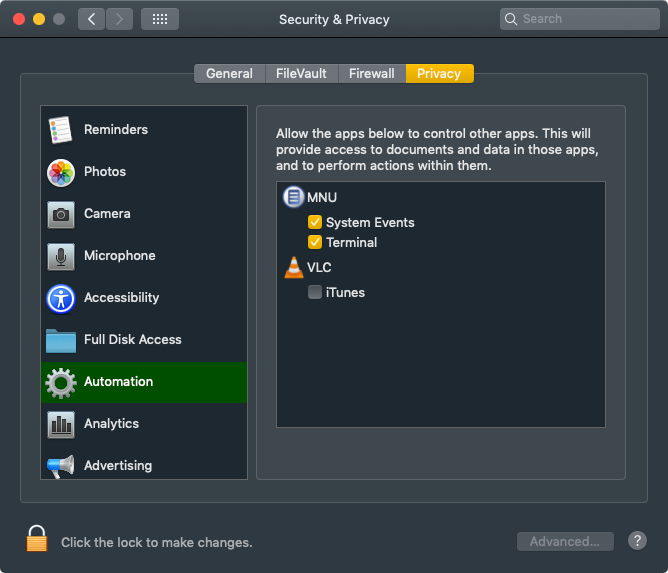 Security & Privacy
Search
General
FileVault
Firewall
Privacy
Reminders
Photos
Camera
Microphone
Accessibility
Full Disk Access
Automation
Analytics
Advertising
Allow the apps below to control other apps. This will
provide access to documents and data in those apps,
and to perform actions within them.
MNU
System Events
Terminal
VLC
iTunes
Click the lock to make changes.
Advanced...
?